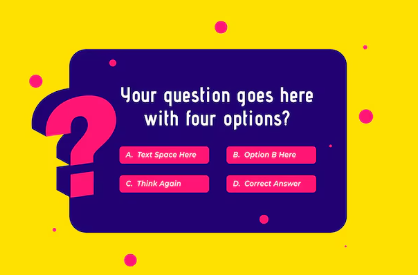 Your question goes here
with four options?
A. Text Space Here
B. Option B Here
C. Think Again
D. Correct Answer